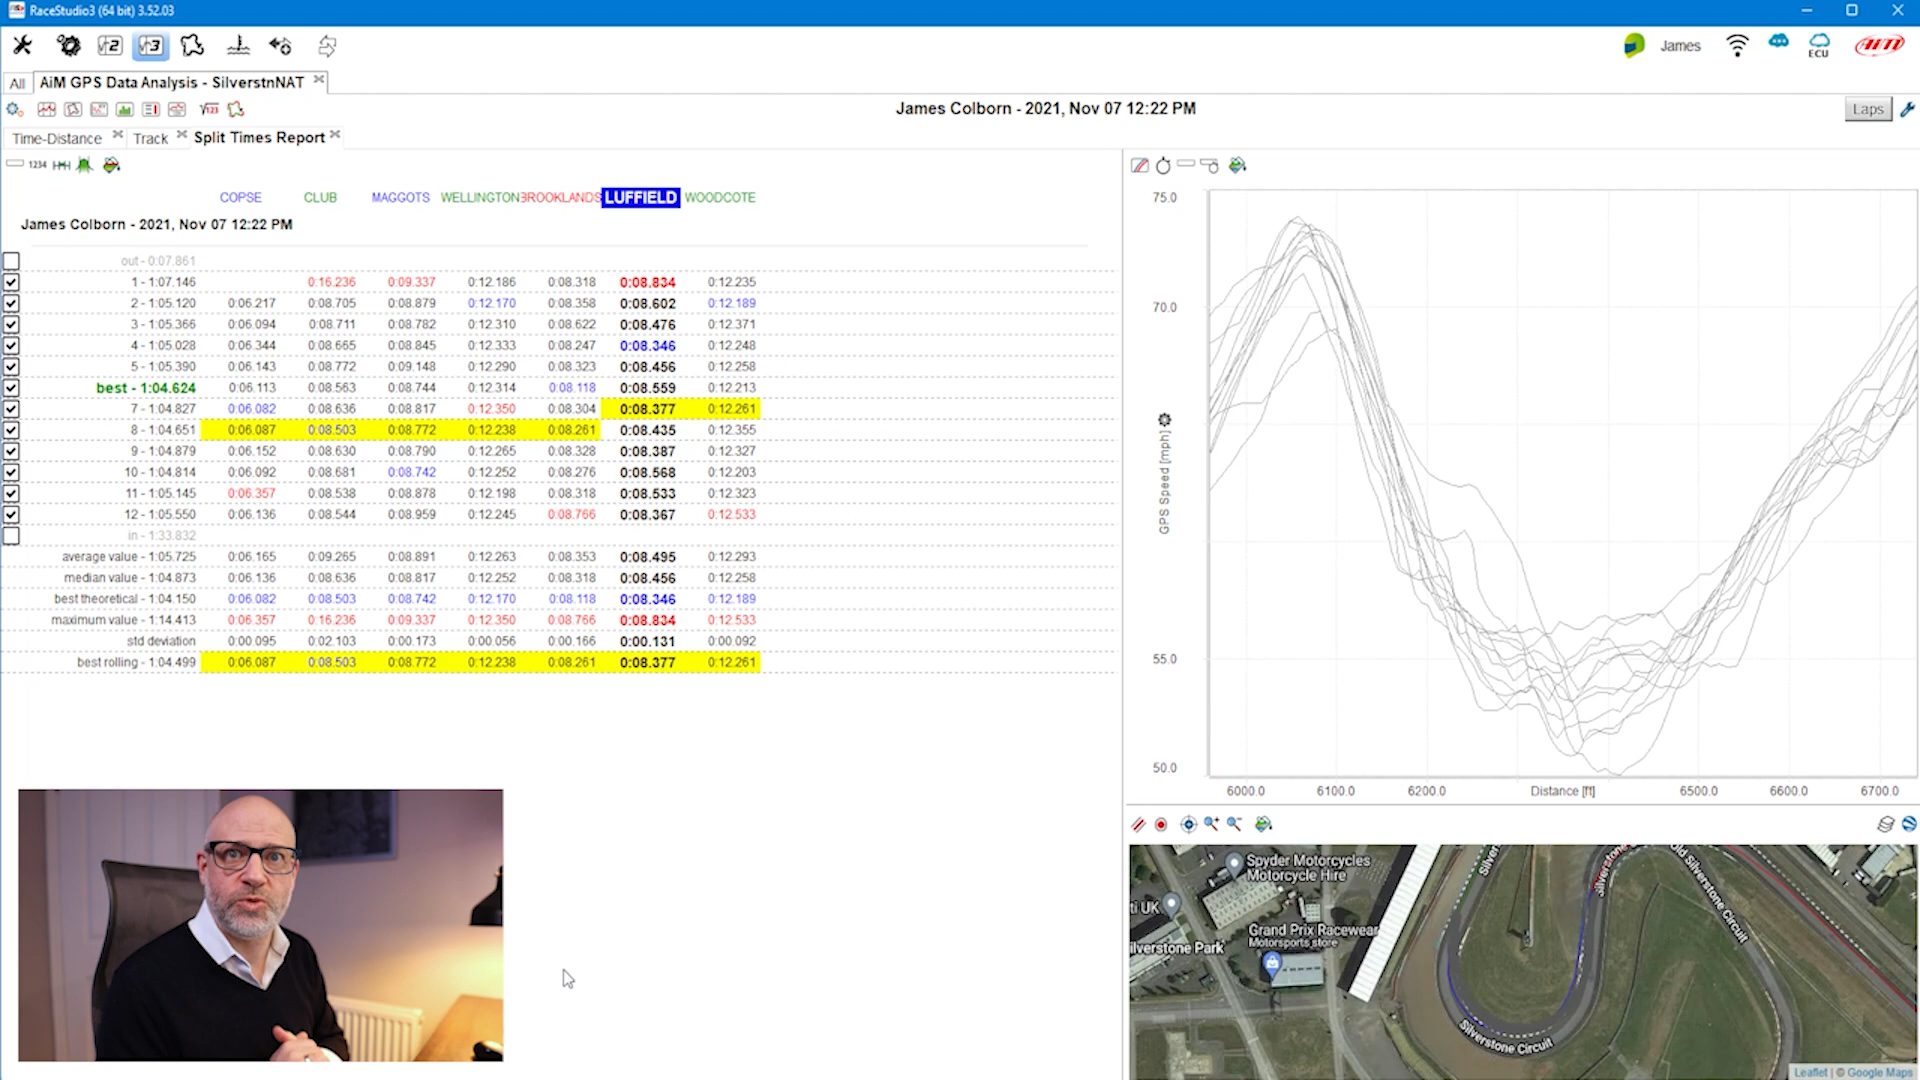 RaceStudio3 (64 bit) 3.52.03
James
ECU
AiM
All
AiM GPS Data Analysis - SilverstnNAT
James Colborn - 2021, Nov 07 12:22 PM
Laps
Time-Distance
Track
Split Times Report
1234
COPSE CLUB MAGGOTS WELLINGTON BROOKLANDS LUFFIELD WOODCOTE
James Colborn - 2021, Nov 07 12:22 PM
out - 0:07.861
1 - 1:07.146 0:16.236 0:09.337 0:12.186 0:08.318 0:08.834 0:12.235
2 - 1:05.120 0:06.217 0:08.705 0:08.879 0:12.170 0:08.358 0:08.602 0:12.189
3 - 1:05.366 0:06.094 0:08.711 0:08.782 0:12.310 0:08.622 0:08.476 0:12.371
4 - 1:05.028 0:06.344 0:08.665 0:08.845 0:12.333 0:08.247 0:08.346 0:12.248
5 - 1:05.390 0:06.143 0:08.772 0:09.148 0:12.290 0:08.323 0:08.456 0:12.258
best - 1:04.624 0:06.113 0:08.563 0:08.744 0:12.314 0:08.118 0:08.559 0:12.213
7 - 1:04.827 0:06.082 0:08.636 0:08.817 0:12.350 0:08.304 0:08.377 0:12.261
8 - 1:04.651 0:06.087 0:08.503 0:08.772 0:12.238 0:08.261 0:08.435 0:12.355
9 - 1:04.879 0:06.152 0:08.630 0:08.790 0:12.265 0:08.328 0:08.387 0:12.327
10 - 1:04.814 0:06.092 0:08.681 0:08.742 0:12.252 0:08.276 0:08.568 0:12.203
11 - 1:05.145 0:06.357 0:08.538 0:08.878 0:12.198 0:08.318 0:08.533 0:12.323
12 - 1:05.550 0:06.136 0:08.544 0:08.959 0:12.245 0:08.766 0:08.367 0:12.533
in - 1:33.832
average value - 1:05.725 0:06.165 0:09.265 0:08.891 0:12.263 0:08.353 0:08.495 0:12.293
median value - 1:04.873 0:06.136 0:08.636 0:08.817 0:12.252 0:08.318 0:08.456 0:12.258
best theoretical - 1:04.150 0:06.082 0:08.503 0:08.742 0:12.170 0:08.118 0:08.346 0:12.189
maximum value - 1:14.413 0:06.357 0:16.236 0:09.337 0:12.350 0:08.766 0:08.834 0:12.533
std deviation 0:00.095 0:02.103 0:00.173 0:00.056 0:00.166 0:00.131 0:00.092
best rolling - 1:04.499 0:06.087 0:08.503 0:08.772 0:12.238 0:08.261 0:08.377 0:12.261
75.0
70.0
GPS Speed [mph]
55.0
50.0
6000.0 6100.0 6200.0 Distance [ft] 6500.0 6600.0 6700.0
Spyder Motorcycles
Motorcycle Hire
ti UK
Grand Prix Racewear
Motorsports store
ilverstone Park
Silver
Silverstone
Old Silverstone Circuit
Silverstone Circuit
Leaflet | © Google Maps